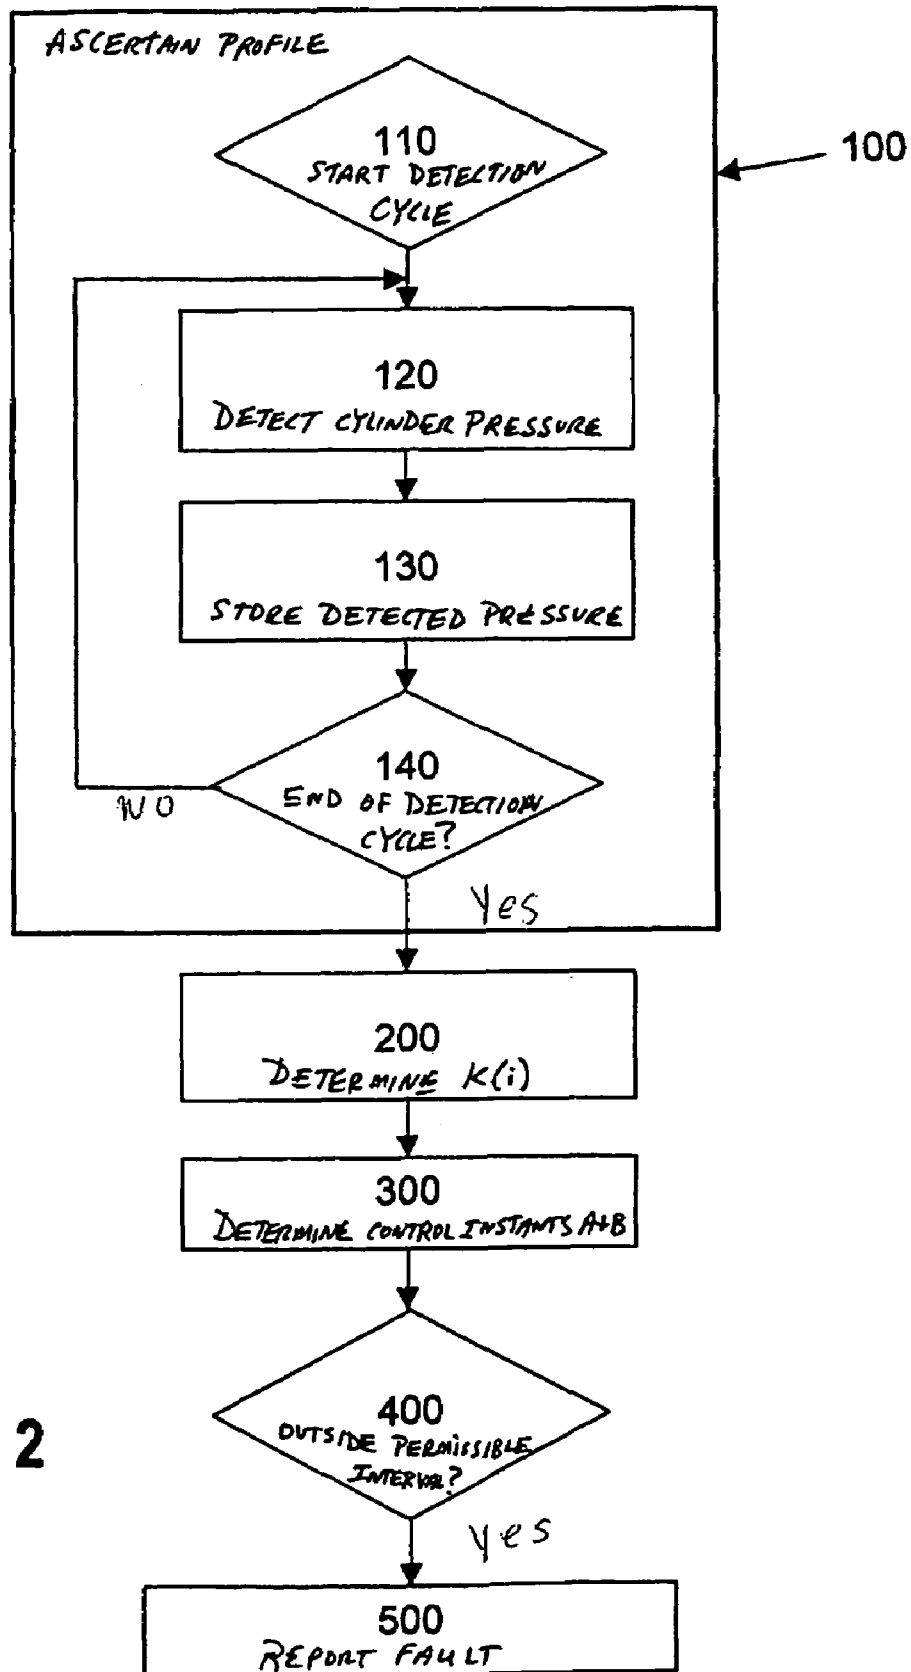 ASCERTAIN PROFILE
110
START DETECTION
CYCLE
100
120
DETECT CYLINDER PRESSURE
130
STORE DETECTED PRESSURE
140
END OF DETECTION
CYCLE?
NO
Yes
200
DETERMINE K(i)
300
DETERMINE CONTROL INSTANTS A+B
400
OUTSIDE PERMISSIBLE
INTERVAL?
2
Yes
500
REPORT FAULT